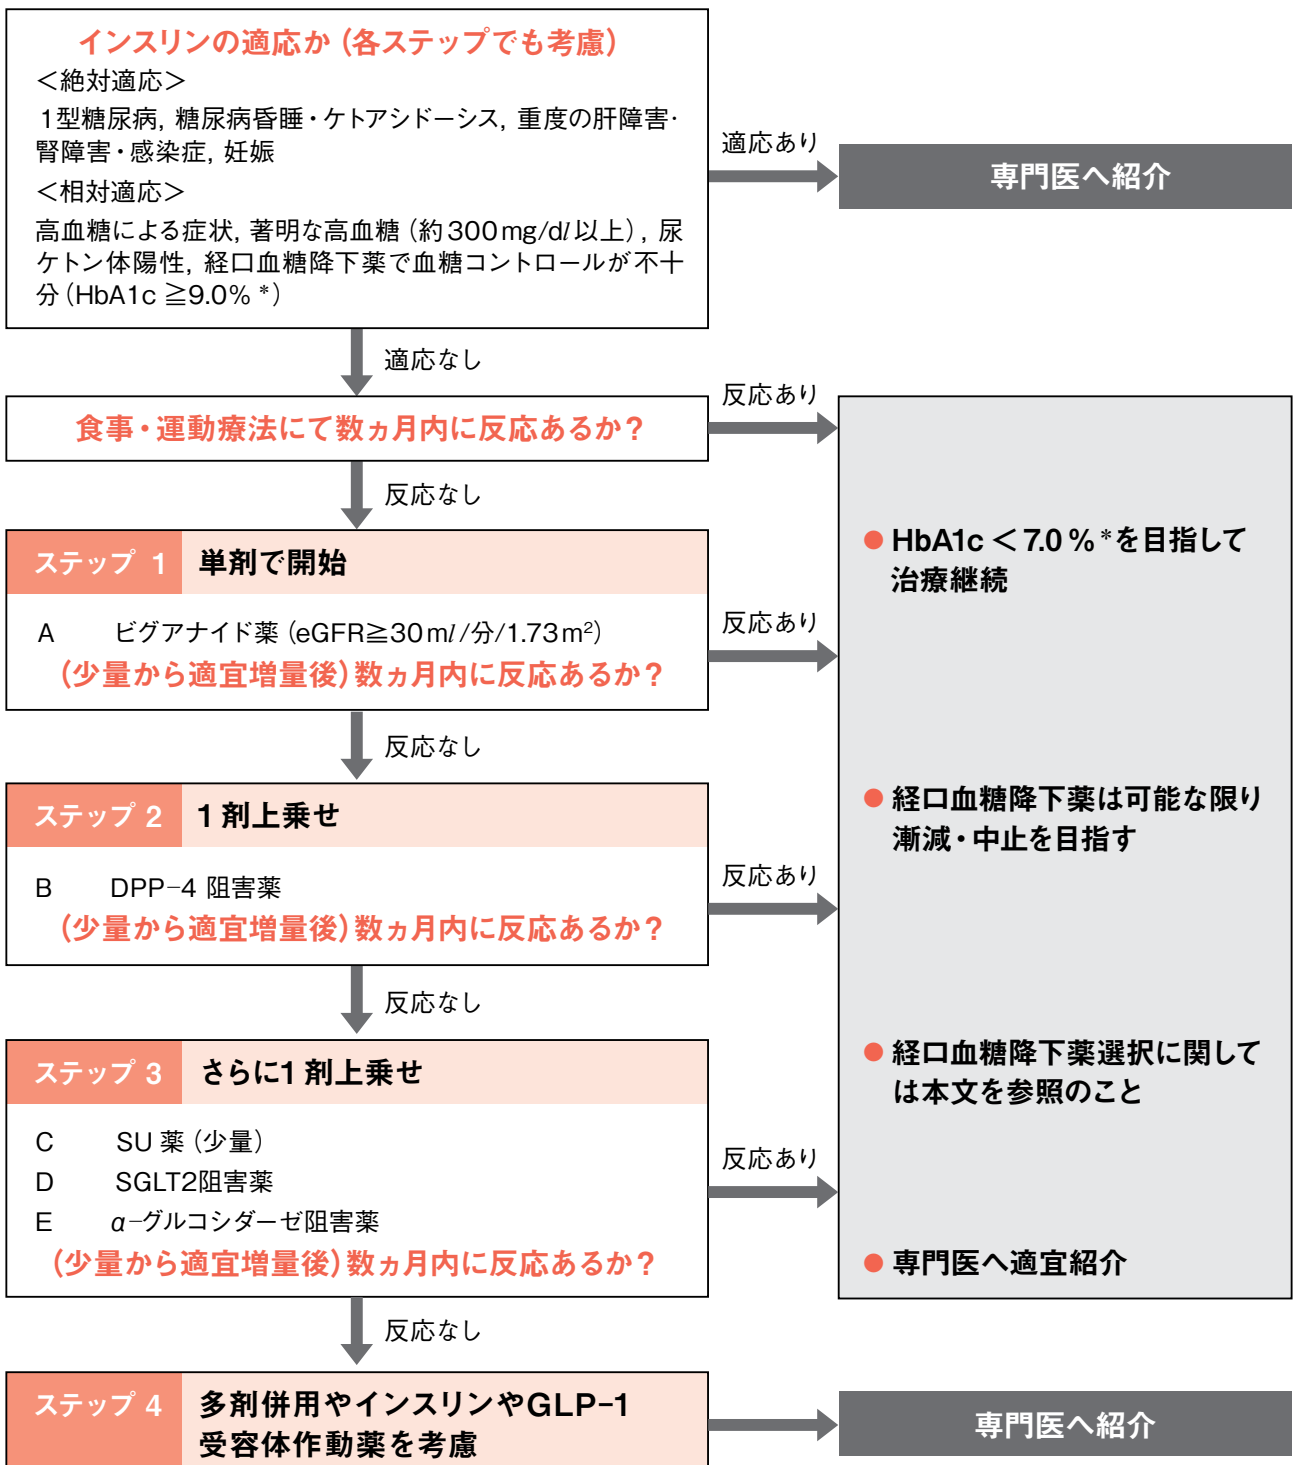 インスリンの適応か（各ステップでも考慮）
＜絶対適応＞
1型糖尿病，糖尿病昏睡・ケトアシドーシス，重度の肝障害・
腎障害・感染症，妊娠
＜相対適応＞
高血糖による症状，著明な高血糖（約300mg/dl以上），尿
ケトン体陽性，経口血糖降下薬で血糖コントロールが不十
分（HbA1c ≧9.0% *）
適応あり
専門医へ紹介
適応なし
食事・運動療法にて数ヵ月内に反応あるか？
反応あり
反応なし
ステップ 1 単剤で開始
A ビグアナイド薬（eGFR≧30ml/分/1.73m²）
（少量から適宜増量後）数ヵ月内に反応あるか？
反応あり
反応なし
ステップ 2 1剤上乗せ
B DPP-4 阻害薬
（少量から適宜増量後）数ヵ月内に反応あるか？
反応あり
反応なし
ステップ 3 さらに1剤上乗せ
C SU薬（少量）
D SGLT2阻害薬
E α-グルコシダーゼ阻害薬
（少量から適宜増量後）数ヵ月内に反応あるか？
反応あり
反応なし
● HbA1c ＜7.0 %*を目指して
治療継続
● 経口血糖降下薬は可能な限り
漸減・中止を目指す
● 経口血糖降下薬選択に関して
は本文を参照のこと
● 専門医へ適宜紹介
ステップ 4 多剤併用やインスリンやGLP-1
受容体作動薬を考慮
専門医へ紹介